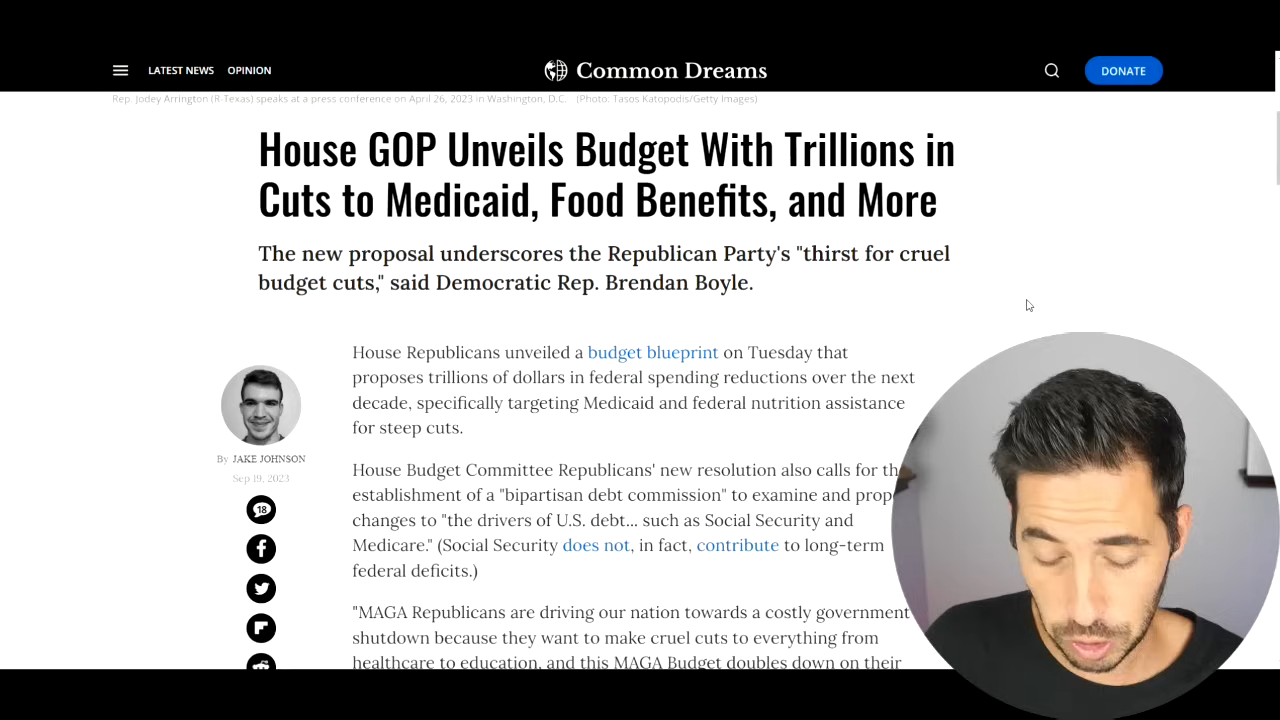 LATEST NEWS OPINION Common Dreams DONATE
Rep. Jodey Arrington (R-Texas) speaks at a press conference on April 26, 2023 in Washington, D.C. (Photo: Tasos Katopodis/Getty Images)
House GOP Unveils Budget With Trillions in
Cuts to Medicaid, Food Benefits, and More
The new proposal underscores the Republican Party's "thirst for cruel
budget cuts," said Democratic Rep. Brendan Boyle.
By JAKE JOHNSON
Sep 19, 2023
18
House Republicans unveiled a budget blueprint on Tuesday that
proposes trillions of dollars in federal spending reductions over the next
decade, specifically targeting Medicaid and federal nutrition assistance
for steep cuts.
House Budget Committee Republicans' new resolution also calls for th
establishment of a "bipartisan debt commission" to examine and prop
changes to "the drivers of U.S. debt... such as Social Security and
Medicare." (Social Security does not, in fact, contribute to long-term
federal deficits.)
"MAGA Republicans are driving our nation towards a costly government
shutdown because they want to make cruel cuts to everything from
healthcare to education, and this MAGA Budget doubles down on their